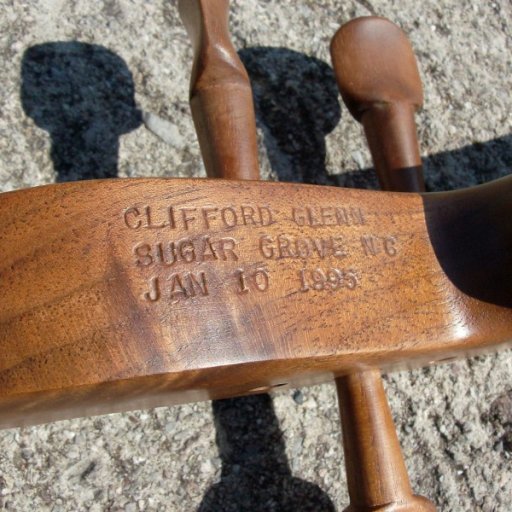 CLIFFORD GLENN
SUGAR GROVE NC
JAN 10 1995